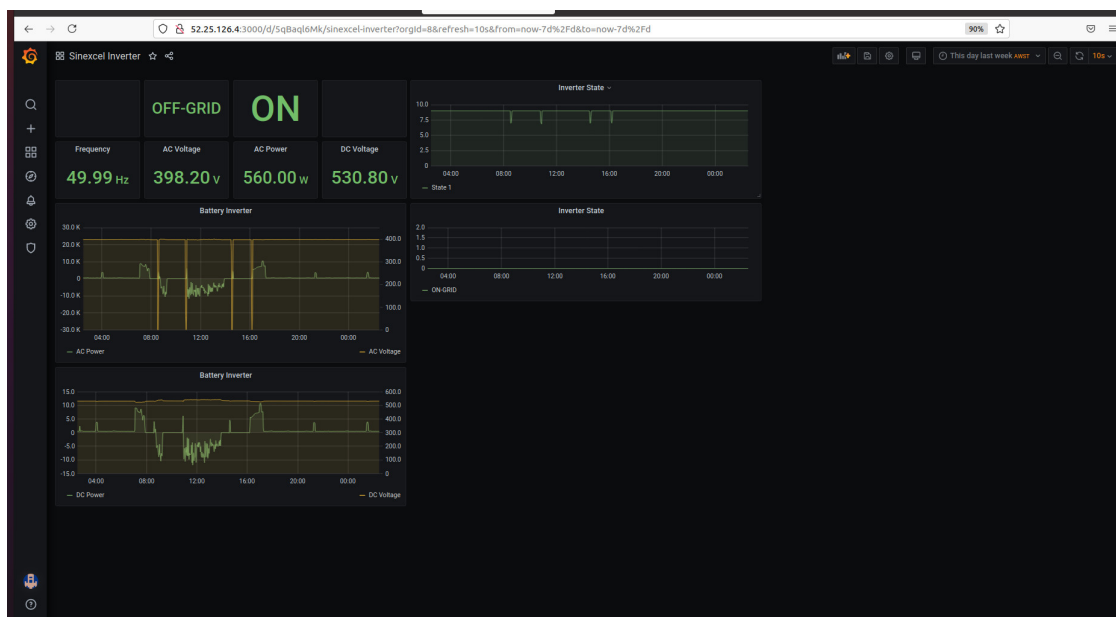 52.25.126.4:3000/d/5qBaql6Mk/sinexcel-inverter?orgId=8&refresh=10s&from=now-7d%2Fd&to=now-7d%2Fd
90%
Sinexcel Inverter
This day last week AWST
10s
OFF-GRID
ON
Frequency
49.99 Hz
AC Voltage
398.20 V
AC Power
560.00 W
DC Voltage
530.80 V
Inverter State
10.0
7.5
5.0
2.5
0
04:00 08:00 12:00 16:00 20:00 00:00
State 1
Battery Inverter
30.0 K
20.0 K
10.0 K
0
-10.0 K
-20.0 K
-30.0 K
400.0
300.0
200.0
100.0
0
04:00 08:00 12:00 16:00 20:00 00:00
AC Power AC Voltage
Inverter State
2.0
1.5
1.0
0.5
0
04:00 08:00 12:00 16:00 20:00 00:00
ON-GRID
Battery Inverter
15.0
10.0
5.0
0
-5.0
-10.0
-15.0
600.0
500.0
400.0
300.0
200.0
100.0
0
04:00 08:00 12:00 16:00 20:00 00:00
DC Power DC Voltage